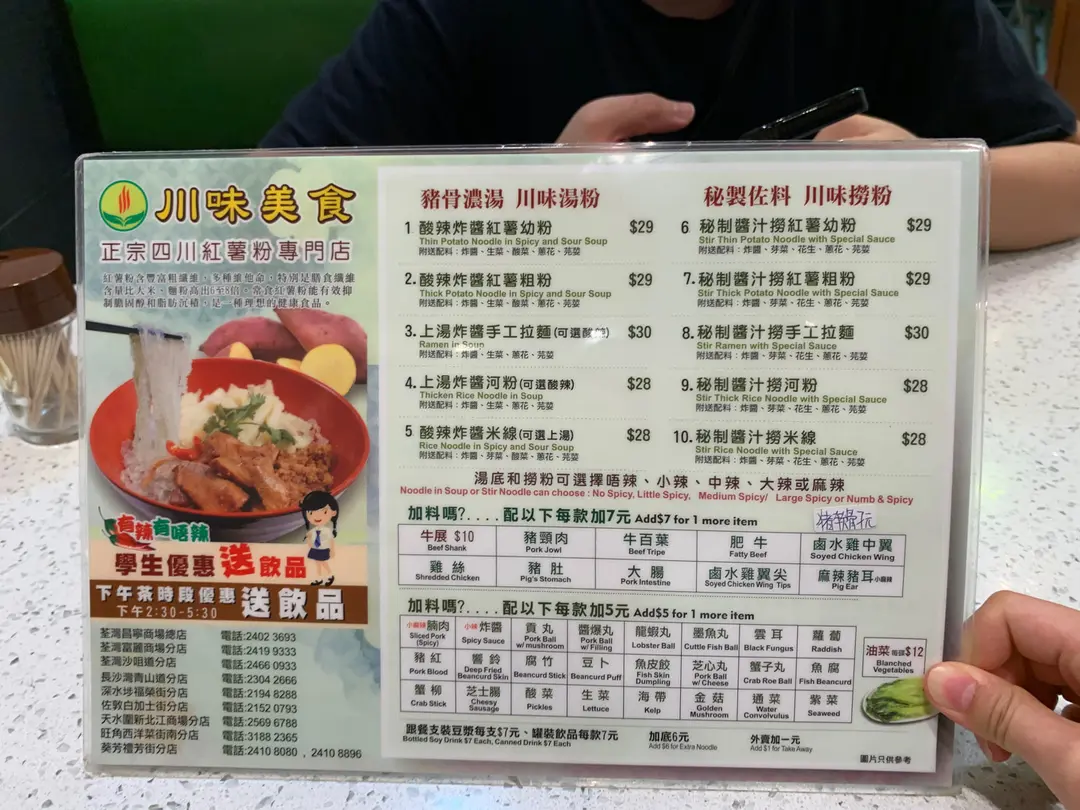 川味美食
正宗四川紅薯粉專門店
紅薯粉含豐富粗纖維、多種維他命，特別是膳食纖維
含量比大米、麵粉高出6至8倍。常食紅薯粉能有效抑
制膽固醇和脂肪沉積，是一種理想的健康食品。
有辣有唔辣
學生優惠送飲品
下午茶時段優惠送飲品
下午2:30-5:30
荃灣昌寧商場總店 電話:2402 3693
荃灣富麗商場分店 電話:2419 9333
荃灣沙咀道分店 電話:2466 0933
長沙灣青山道分店 電話:2304 2666
深水埗福榮街分店 電話:2194 8288
佐敦白加士街分店 電話:2152 0793
天水圍新北江商場分店 電話:2569 6788
旺角西洋菜街南分店 電話:3188 2365
葵芳禮芳街分店 電話:2410 8080 , 2410 8896
豬骨濃湯 川味湯粉
1 酸辣炸醬紅薯幼粉 $29
Thin Potato Noodle in Spicy and Sour Soup
附送配料：炸醬、生菜、酸菜、蔥花、芫荽
2. 酸辣炸醬紅薯粗粉 $29
Thick Potato Noodle in Spicy and Sour Soup
附送配料：炸醬、生菜、酸菜、蔥花、芫荽
3. 上湯炸醬手工拉麵(可選酸辣) $30
Ramen in Soup
附送配料：炸醬、生菜、蔥花、芫荽
4. 上湯炸醬河粉(可選酸辣) $28
Thicken Rice Noodle in Soup
附送配料：炸醬、生菜、蔥花、芫荽
5 酸辣炸醬米線(可選上湯) $28
Rice Noodle in Spicy and Sour Soup
附送配料：炸醬、芽菜、酸菜、蔥花、芫荽
秘製佐料 川味撈粉
6. 秘制醬汁撈紅薯幼粉 $29
Stir Thin Potato Noodle with Special Sauce
附送配料：炸醬、芽菜、花生、蔥花、芫荽
7. 秘制醬汁撈紅薯粗粉 $29
Stir Thick Potato Noodle with Special Sauce
附送配料：炸醬、芽菜、花生、蔥花、芫荽
8. 秘制醬汁撈手工拉麵 $30
Stir Ramen with Special Sauce
附送配料：炸醬、芽菜、花生、蔥花、芫荽
9. 秘制醬汁撈河粉 $28
Stir Thick Rice Noodle with Special Sauce
附送配料：炸醬、芽菜、花生、蔥花、芫荽
10. 秘制醬汁撈米線 $28
Stir Rice Noodle with Special Sauce
附送配料：炸醬、芽菜、花生、蔥花、芫荽
湯底和撈粉可選擇唔辣、小辣、中辣、大辣或麻辣
Noodle in Soup or Stir Noodle can choose : No Spicy, Little Spicy, Medium Spicy/ Large Spicy or Numb & Spicy
加料嗎?....配以下每款加7元 Add$7 for 1 more item
豬軟骨7元
牛展 $10 豬頸肉 牛百葉 肥牛 鹵水雞中翼
Beef Shank Pork Jowl Beef Tripe Fatty Beef Soyed Chicken Wing
雞絲 豬肚 大腸 鹵水雞翼尖 麻辣豬耳小麻辣
Shredded Chicken Pig's Stomach Pork Intestine Soyed Chicken Wing Tips Pig Ear
加料嗎?....配以下每款加5元 Add$5 for 1 more item
小麻辣 腩肉 小辣 炸醬 貢丸 醬爆丸 龍蝦丸 墨魚丸 雲耳 蘿蔔
Sliced Pork (Spicy) Spicy Sauce Pork Ball w/ mushroom Pork Ball w/ Filling Lobster Ball Cuttle Fish Ball Black Fungus Raddish
豬紅 響鈴 腐竹 豆卜 魚皮餃 芝心丸 蟹子丸 魚腐
Pork Blood Deep Fried Beancurd Skin Beancurd Stick Beancurd Puff Fish Skin Dumpling Pork Ball w/ Cheese Crab Roe Ball Fish Beancurd
蟹柳 芝士腸 酸菜 生菜 海帶 金菇 通菜 紫菜
Crab Stick Cheesy Sausage Pickles Lettuce Kelp Golden Mushroom Water Convolvulus Seaweed
油菜 每碟$12
Blanched Vegetables
跟餐支裝豆漿每支$7元、罐裝飲品每款7元 加底6元 外賣加一元
Bottled Soy Drink $7 Each, Canned Drink $7 Each Add $6 for Extra Noodle Add $1 for Take Away
圖片只供參考